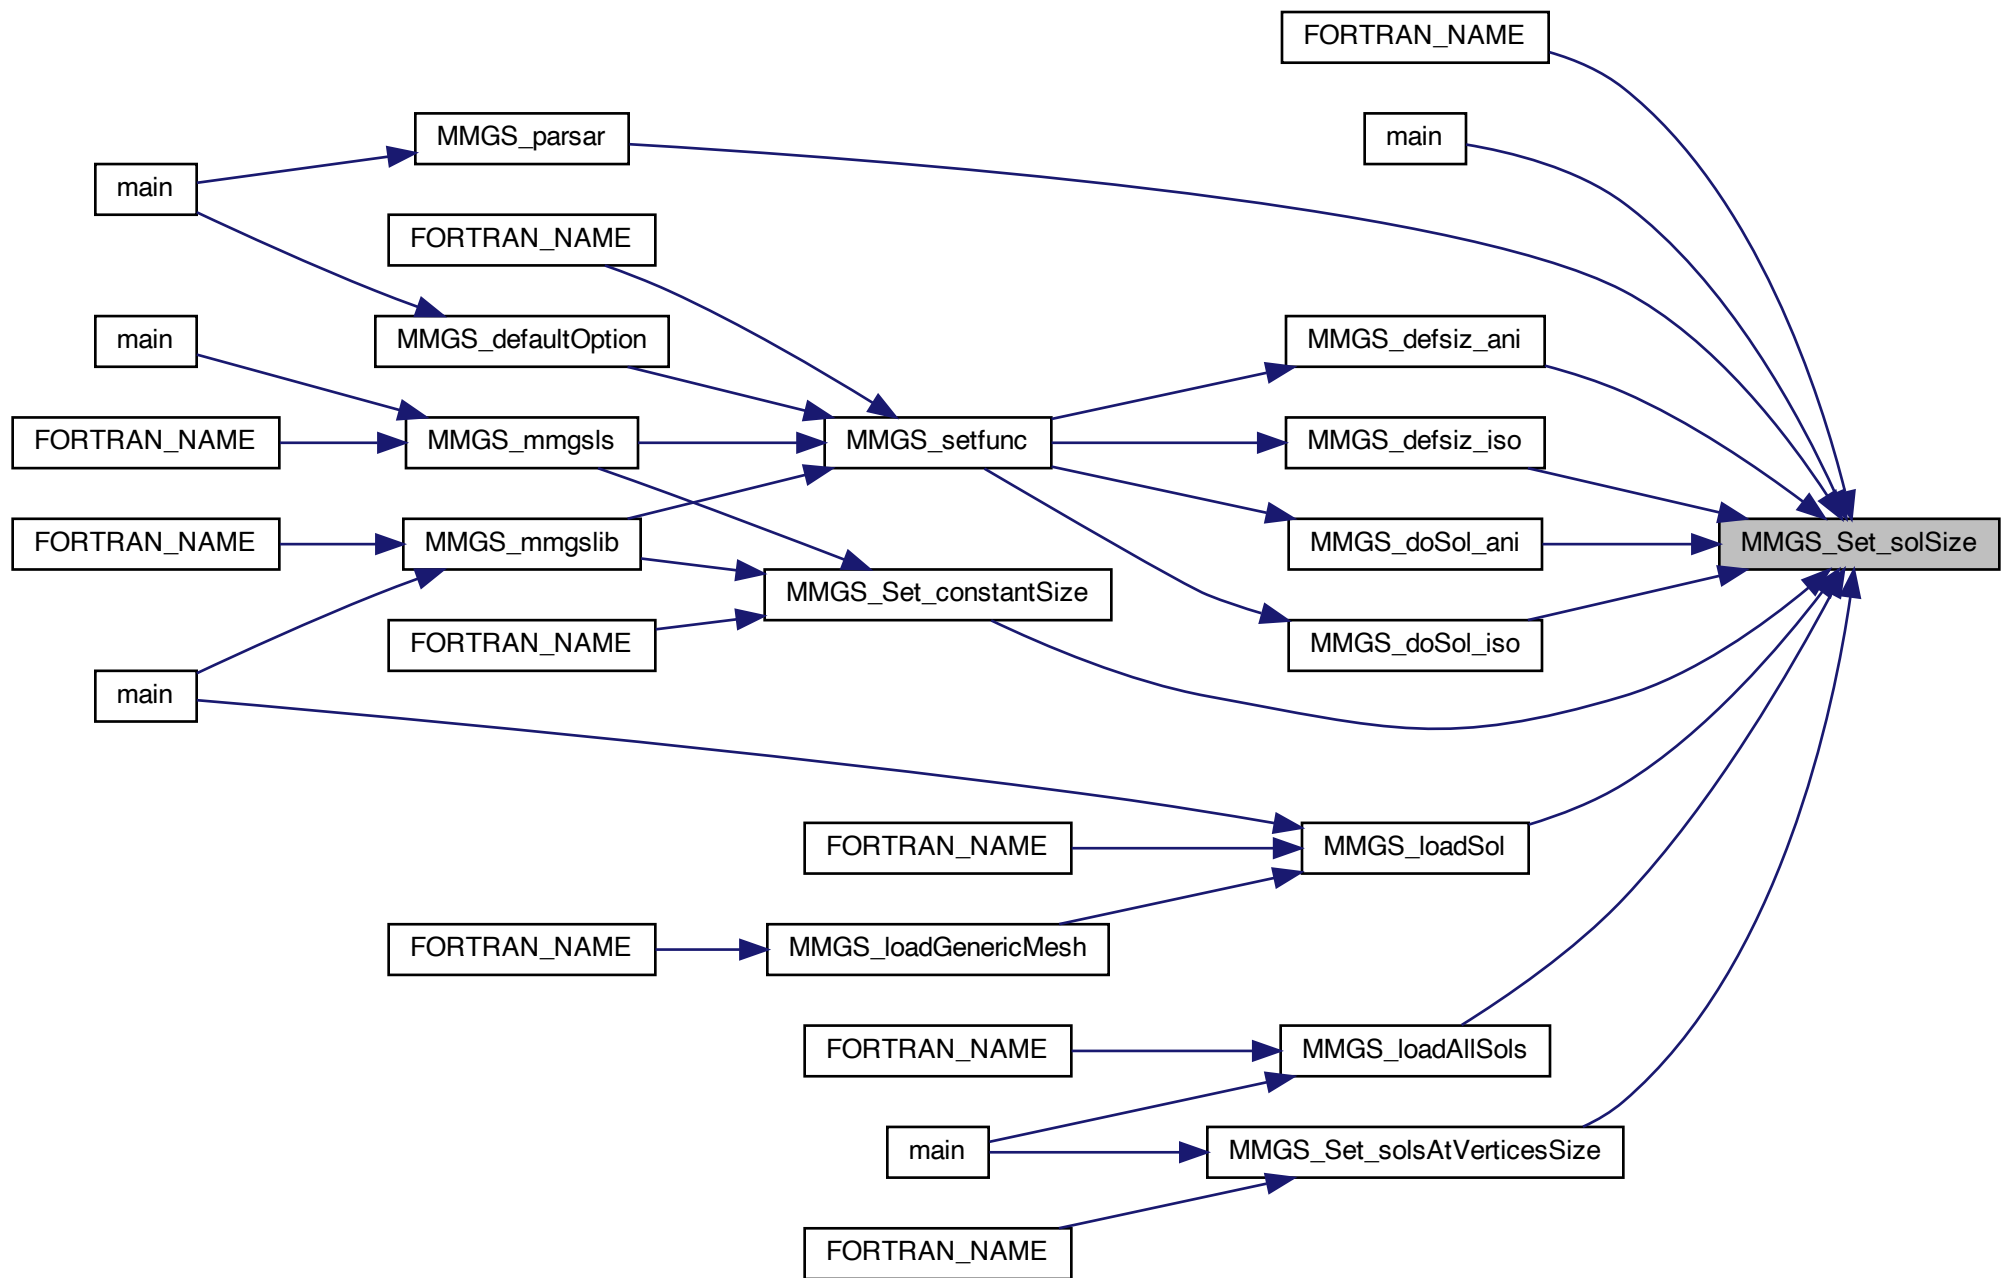 FORTRAN_NAME
main
MMGS_parsar
main
FORTRAN_NAME
MMGS_defaultOption
main
MMGS_defsiz_ani
MMGS_mmgsls
FORTRAN_NAME
MMGS_setfunc
MMGS_defsiz_iso
FORTRAN_NAME
MMGS_mmgslib
MMGS_doSol_ani
MMGS_Set_solSize
MMGS_Set_constantSize
FORTRAN_NAME
MMGS_doSol_iso
main
FORTRAN_NAME
MMGS_loadSol
FORTRAN_NAME
MMGS_loadGenericMesh
FORTRAN_NAME
MMGS_loadAllSols
main
MMGS_Set_solsAtVerticesSize
FORTRAN_NAME